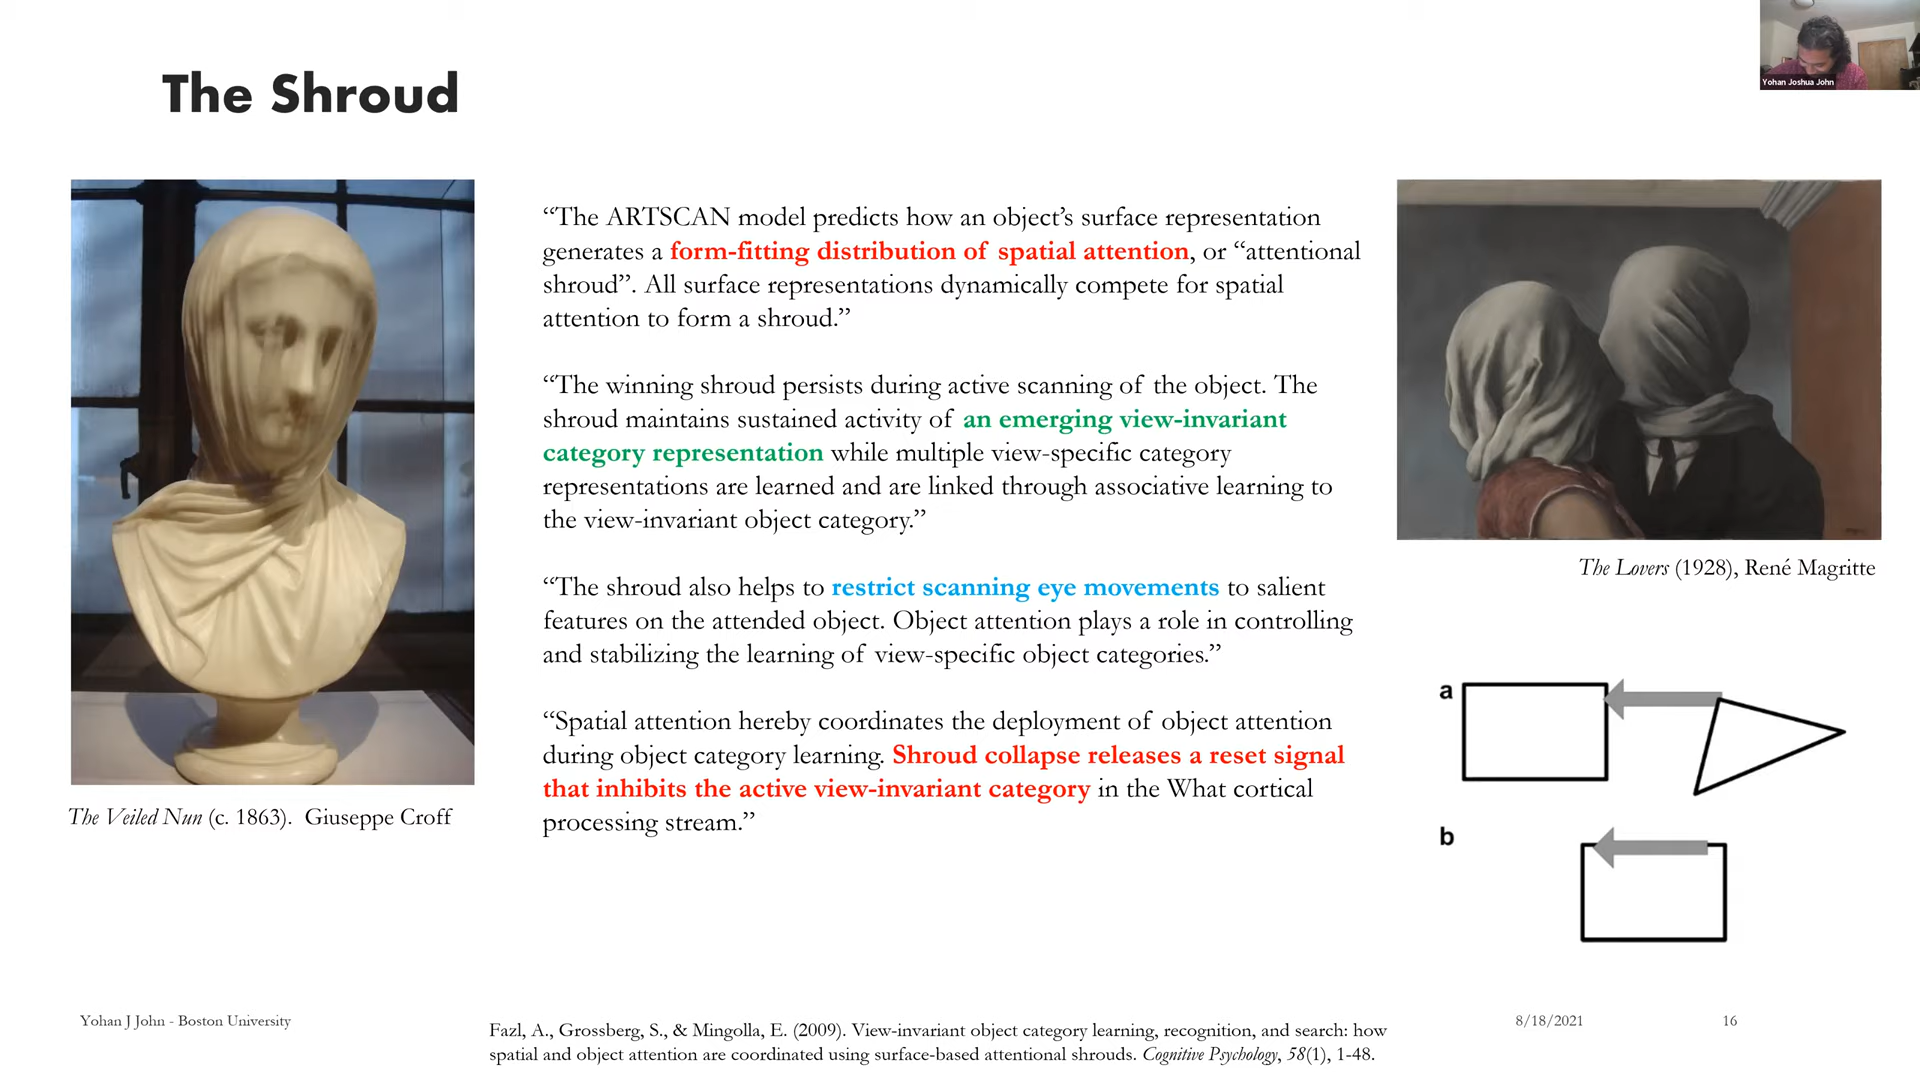 Yohan Joshua John
The Shroud
“The ARTSCAN model predicts how an object’s surface representation
generates a form-fitting distribution of spatial attention, or “attentional
shroud”. All surface representations dynamically compete for spatial
attention to form a shroud.”
“The winning shroud persists during active scanning of the object. The
shroud maintains sustained activity of an emerging view-invariant
category representation while multiple view-specific category
representations are learned and are linked through associative learning to
the view-invariant object category.”
“The shroud also helps to restrict scanning eye movements to salient
features on the attended object. Object attention plays a role in controlling
and stabilizing the learning of view-specific object categories.”
“Spatial attention hereby coordinates the deployment of object attention
during object category learning. Shroud collapse releases a reset signal
that inhibits the active view-invariant category in the What cortical
processing stream.”
The Veiled Nun (c. 1863). Giuseppe Croff
The Lovers (1928), René Magritte
a
b
Yohan J John - Boston University
Fazl, A., Grossberg, S., & Mingolla, E. (2009). View-invariant object category learning, recognition, and search: how
spatial and object attention are coordinated using surface-based attentional shrouds. Cognitive Psychology, 58(1), 1-48.
8/18/2021
16